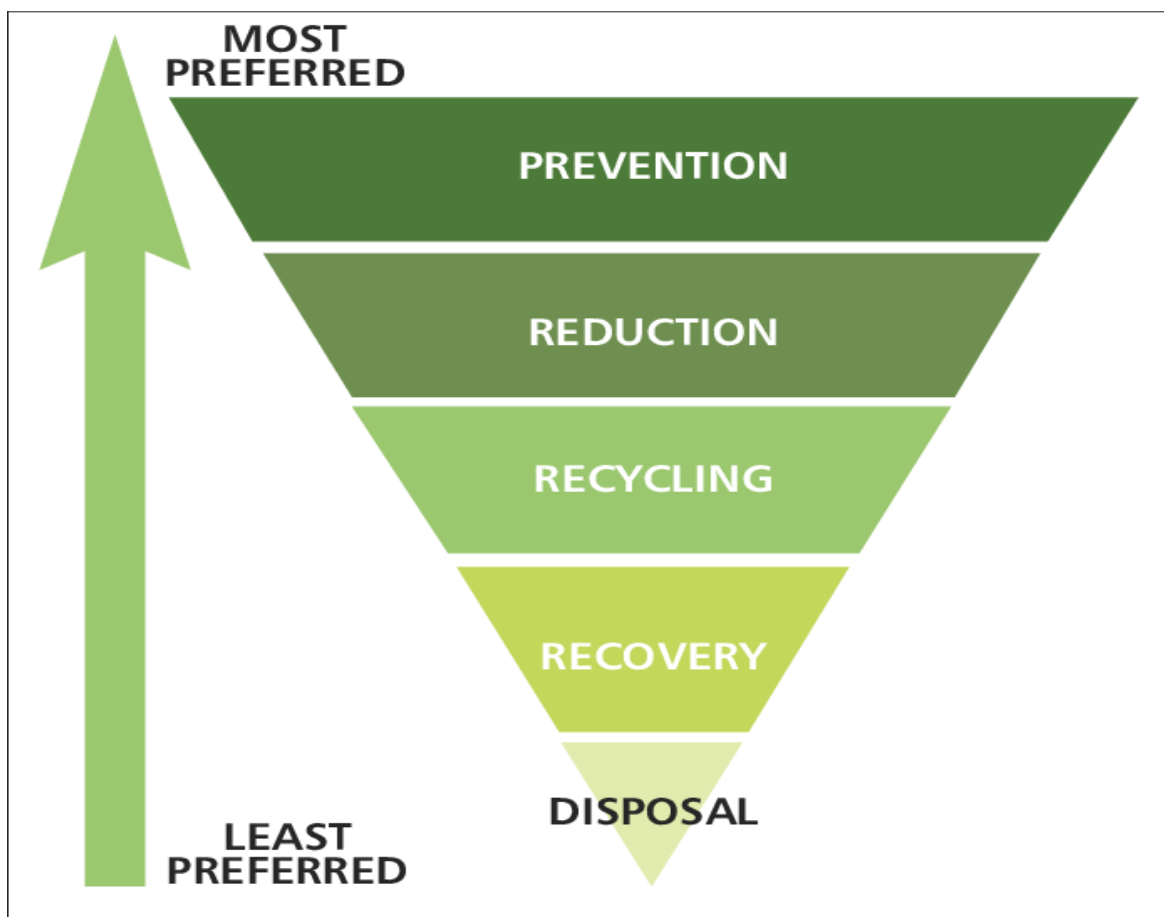 MOST
PREFERRED
PREVENTION
REDUCTION
RECYCLING
RECOVERY
DISPOSAL
LEAST
PREFERRED